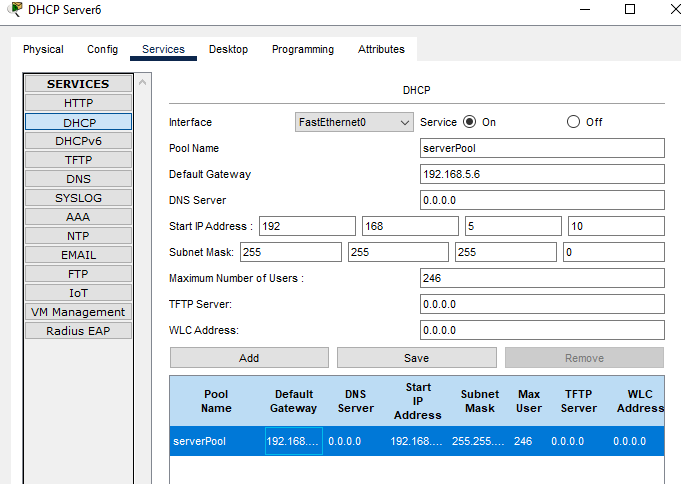 DHCP Server6
Physical Config Services Desktop Programming Attributes
SERVICES
HTTP
DHCP
DHCPv6
TFTP
DNS
SYSLOG
AAA
NTP
EMAIL
FTP
IoT
VM Management
Radius EAP
DHCP
Interface FastEthernet0 Service On Off
Pool Name serverPool
Default Gateway 192.168.5.6
DNS Server 0.0.0.0
Start IP Address : 192 168 5 10
Subnet Mask: 255 255 255 0
Maximum Number of Users : 246
TFTP Server: 0.0.0.0
WLC Address: 0.0.0.0
Add Save Remove
Pool Name Default Gateway DNS Server Start IP Address Subnet Mask Max User TFTP Server WLC Address
serverPool 192.168.... 0.0.0.0 192.168.... 255.255.... 246 0.0.0.0 0.0.0.0